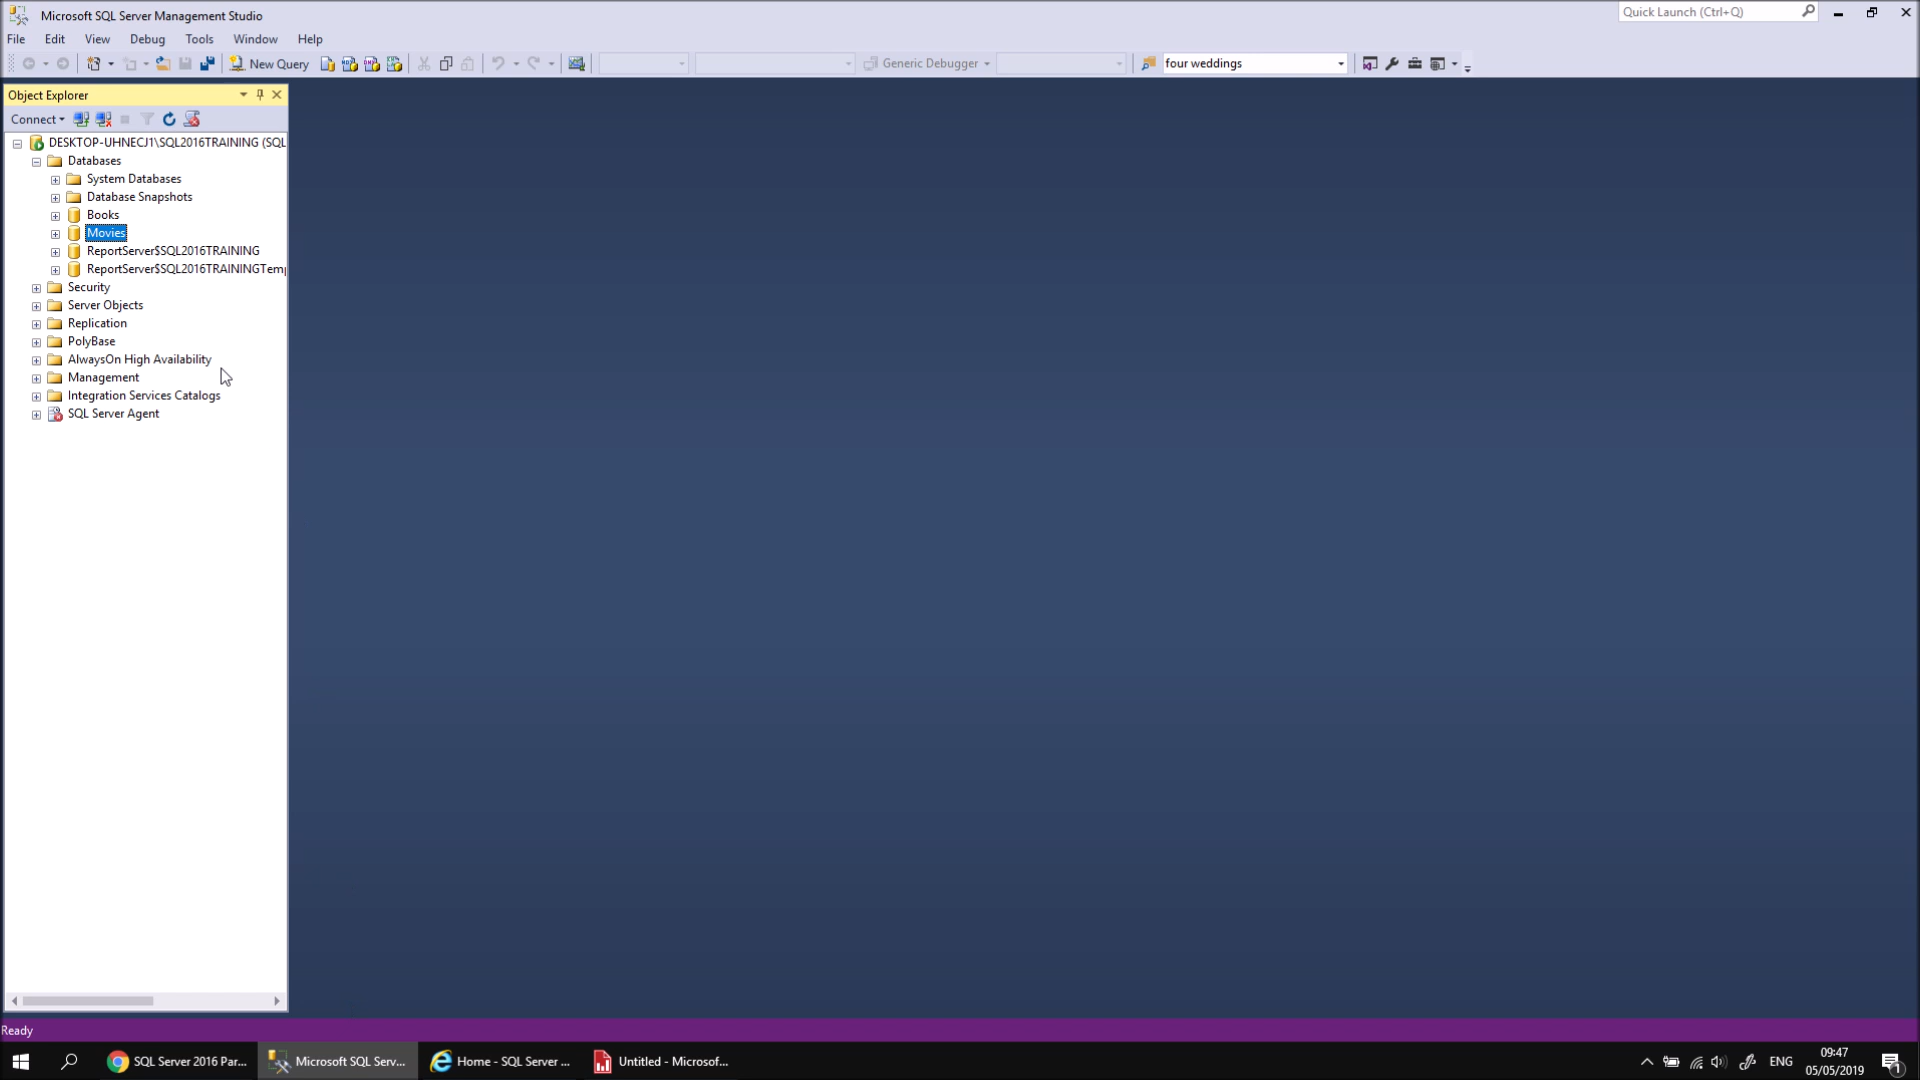 Microsoft SQL Server Management Studio
Quick Launch (Ctrl+Q)
File Edit View Debug Tools Window Help
New Query
Generic Debugger
four weddings
Object Explorer
Connect
DESKTOP-UHNECJ1\SQL2016TRAINING (SQL
Databases
System Databases
Database Snapshots
Books
Movies
ReportServer$SQL2016TRAINING
ReportServer$SQL2016TRAININGTemp
Security
Server Objects
Replication
PolyBase
AlwaysOn High Availability
Management
Integration Services Catalogs
SQL Server Agent
Ready
SQL Server 2016 Par...
Microsoft SQL Serv...
Home - SQL Server ...
Untitled - Microsof...
ENG
09:47
05/05/2019
1